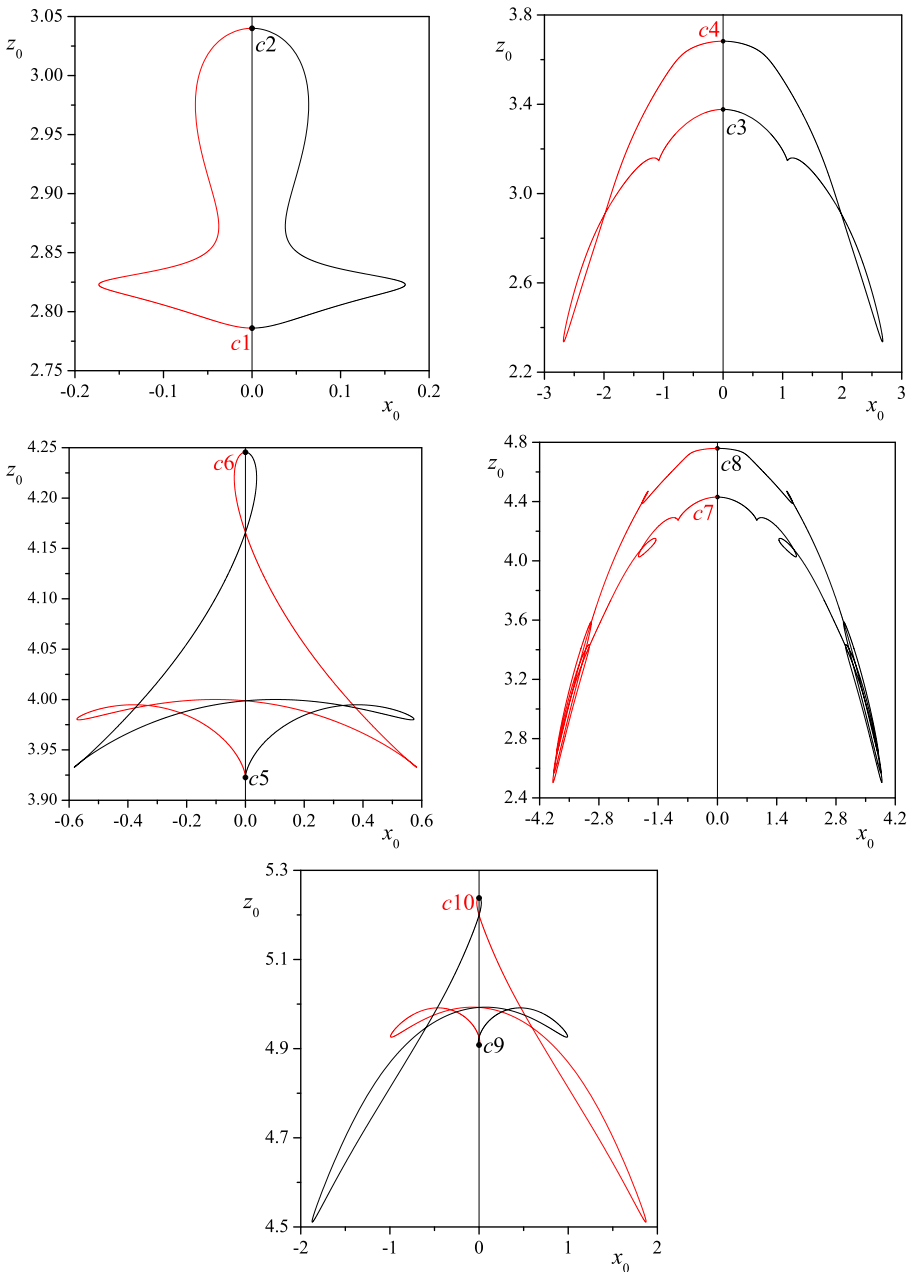 3.05
3.00
2.95
2.90
2.85
2.80
2.75
z0
c2
c1
-0.2 -0.1 0.0 0.1 0.2
x0
3.8
3.4
3.0
2.6
2.2
z0
c4
c3
-3 -2 -1 0 1 2 3
x0
4.25
4.20
4.15
4.10
4.05
4.00
3.95
3.90
z0
c6
c5
-0.6 -0.4 -0.2 0.0 0.2 0.4 0.6
x0
4.8
4.4
4.0
3.6
3.2
2.8
2.4
z0
c8
c7
-4.2 -2.8 -1.4 0.0 1.4 2.8 4.2
x0
5.3
5.1
4.9
4.7
4.5
z0
c10
c9
-2 -1 0 1 2
x0